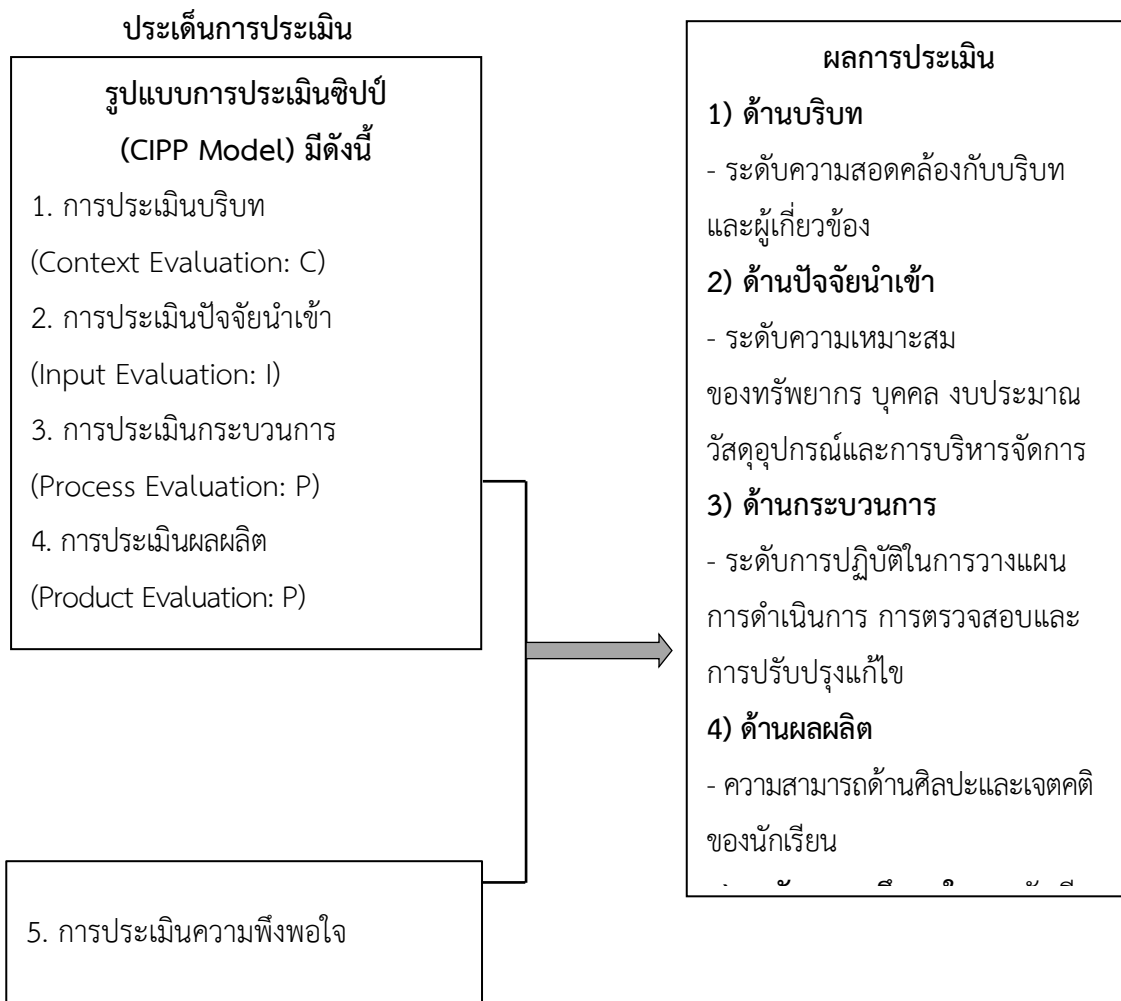 ประเด็นการประเมิน
รูปแบบการประเมินซิปป์
(CIPP Model) มีดังนี้
1. การประเมินบริบท
(Context Evaluation: C)
2. การประเมินปัจจัยนำเข้า
(Input Evaluation: I)
3. การประเมินกระบวนการ
(Process Evaluation: P)
4. การประเมินผลผลิต
(Product Evaluation: P)
5. การประเมินความพึงพอใจ
ผลการประเมิน
1) ด้านบริบท
- ระดับความสอดคล้องกับบริบท
และผู้เกี่ยวข้อง
2) ด้านปัจจัยนำเข้า
- ระดับความเหมาะสม
ของทรัพยากร บุคคล งบประมาณ
วัสดุอุปกรณ์และการบริหารจัดการ
3) ด้านกระบวนการ
- ระดับการปฏิบัติในการวางแผน
การดำเนินการ การตรวจสอบและ
การปรับปรุงแก้ไข
4) ด้านผลผลิต
- ความสามารถด้านศิลปะและเจตคติ
ของนักเรียน